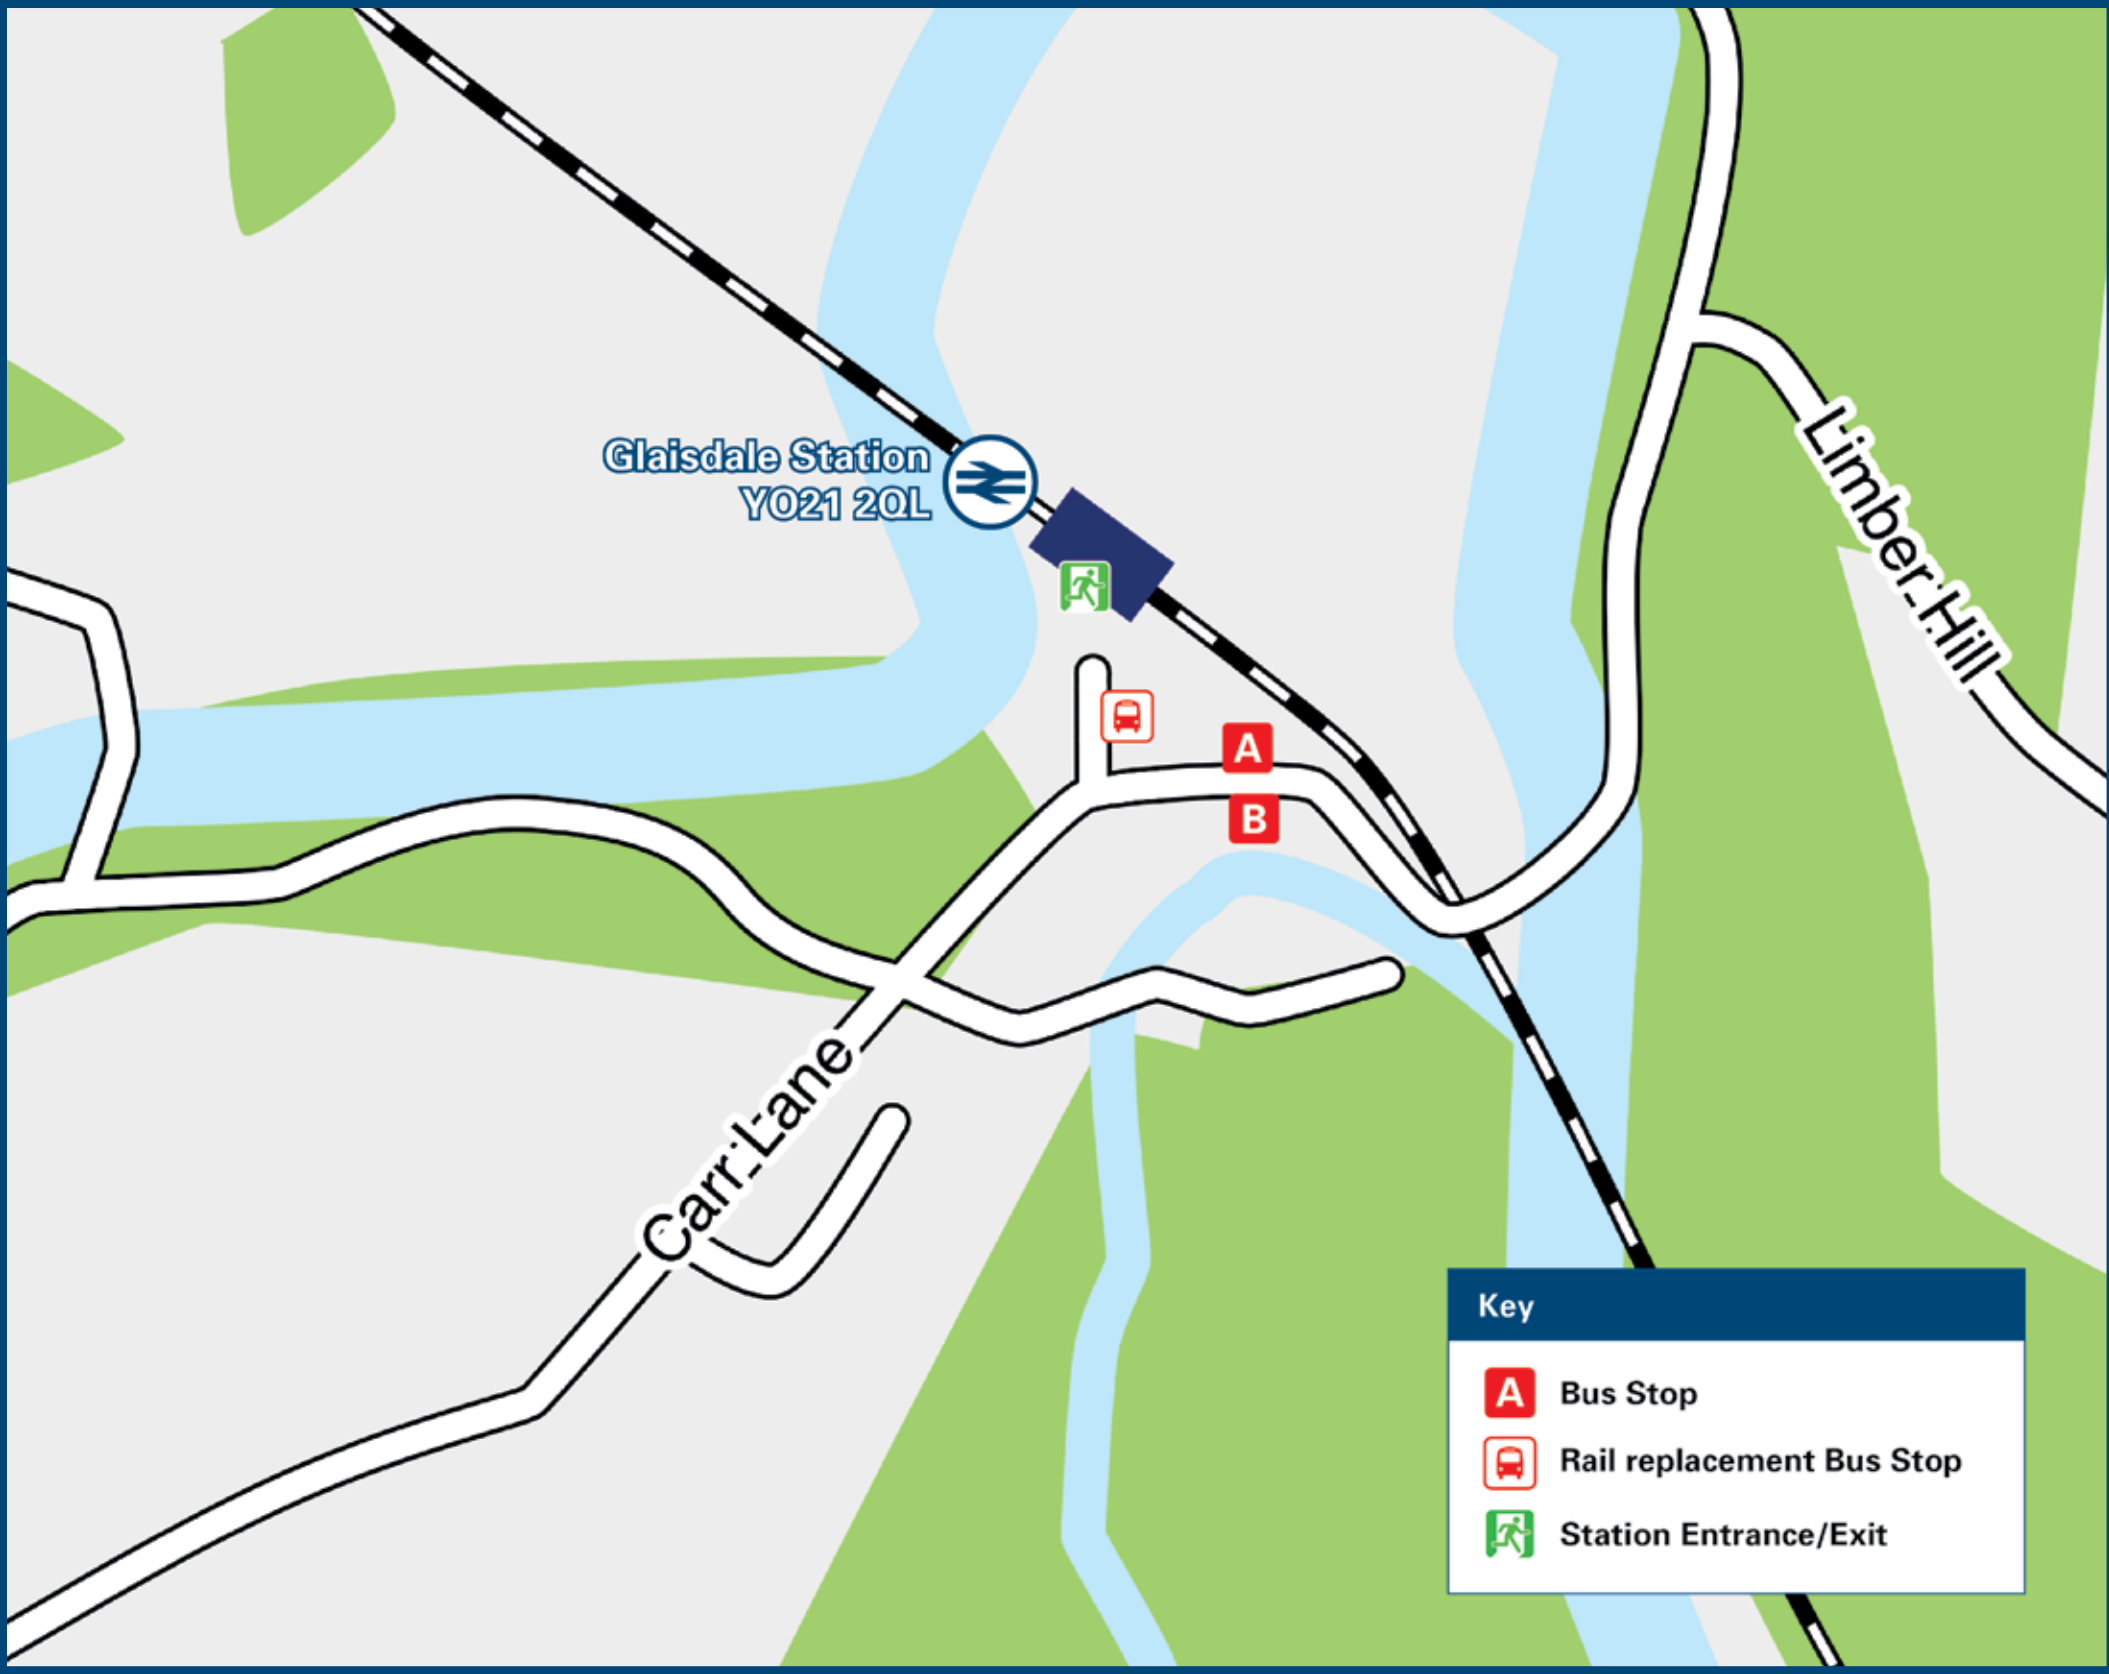 Glaisdale Station
YO21 2QL
Limber Hill
A
B
Carr Lane
Key
A Bus Stop
Rail replacement Bus Stop
Station Entrance/Exit